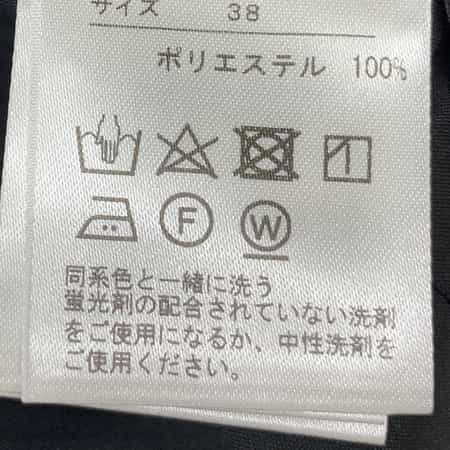 サイズ 38
ポリエステル 100%
F W
同系色と一緒に洗う
蛍光剤の配合されていない洗剤
をご使用になるか、中性洗剤を
ご使用ください。